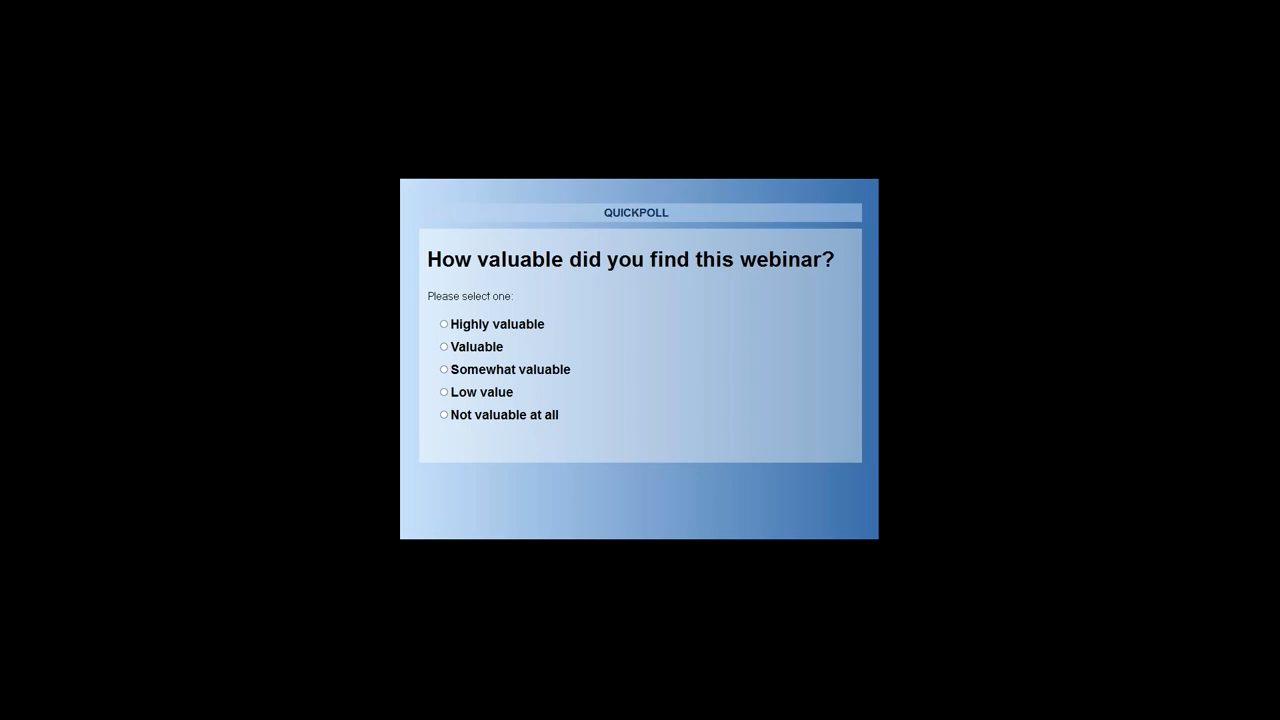 QUICKPOLL
How valuable did you find this webinar?
Please select one:
Highly valuable
Valuable
Somewhat valuable
Low value
Not valuable at all